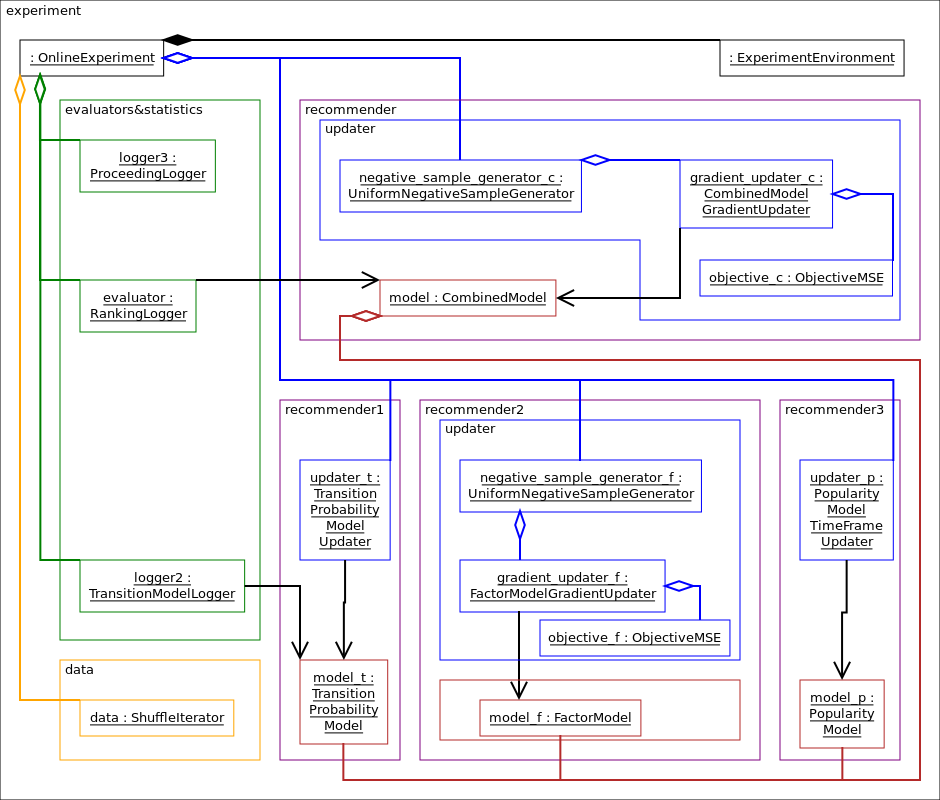 experiment
: OnlineExperiment
: ExperimentEnvironment
evaluators&statistics
logger3 :
ProceedingLogger
evaluator :
RankingLogger
logger2 :
TransitionModelLogger
data
data : ShuffleIterator
recommender
updater
negative_sample_generator_c :
UniformNegativeSampleGenerator
gradient_updater_c :
CombinedModel
GradientUpdater
objective_c : ObjectiveMSE
model : CombinedModel
recommender1
updater_t :
Transition
Probability
Model
Updater
model_t :
Transition
Probability
Model
recommender2
updater
negative_sample_generator_f :
UniformNegativeSampleGenerator
gradient_updater_f :
FactorModelGradientUpdater
objective_f : ObjectiveMSE
model_f : FactorModel
recommender3
updater_p :
Popularity
Model
TimeFrame
Updater
model_p :
Popularity
Model